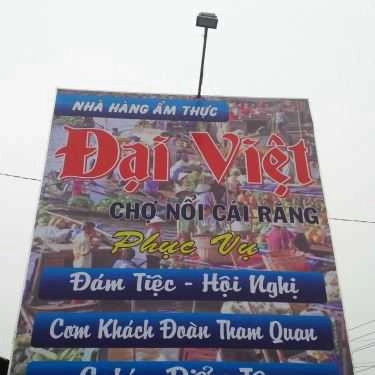 NHÀ HÀNG ẨM THỰC
Đại Việt
CHỢ NỔI CÁI RĂNG
Phục Vụ
Đám Tiệc - Hội Nghị
Cơm Khách Đoàn Tham Quan